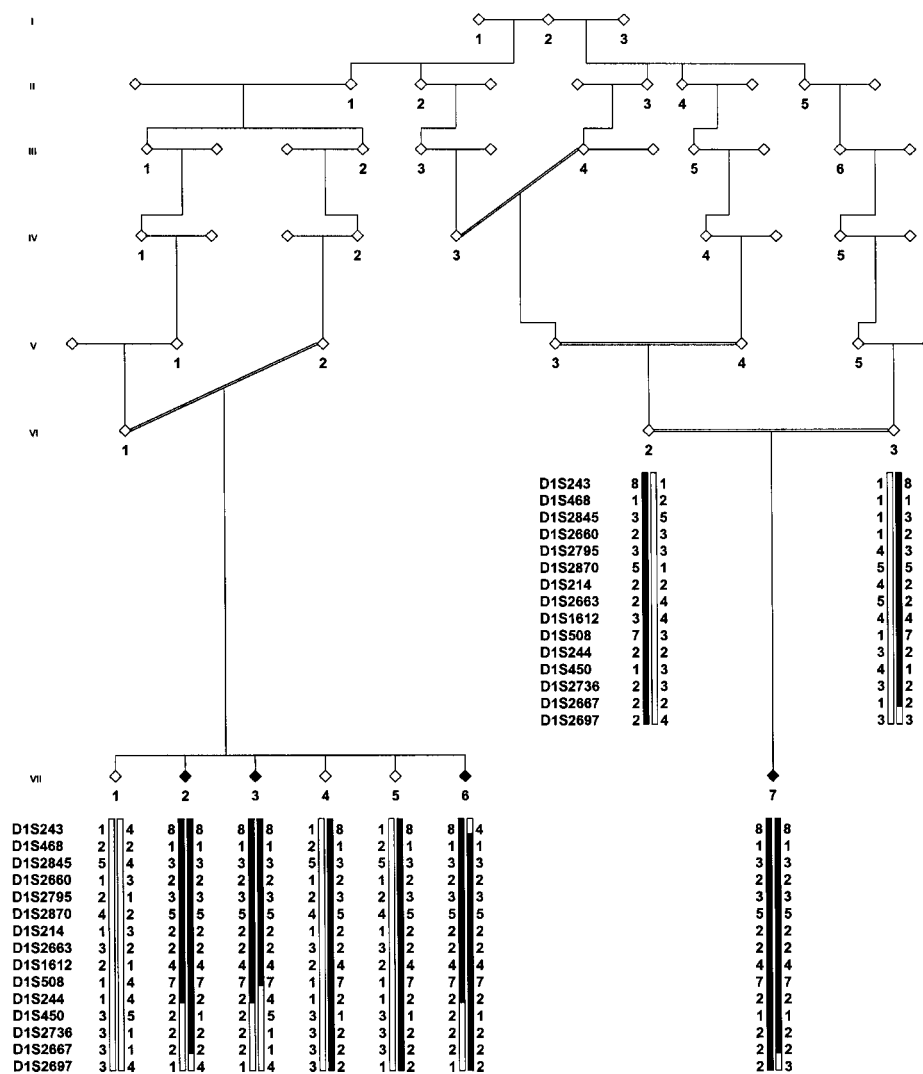 I
1 2 3
II
1 2 3 4 5
III
1 2 3 4 5 6
IV
1 2 3 4 5
V
1 2 3 4 5
VI
1 2 3
D1S243 8 1 1 8
D1S468 1 2 1 1
D1S2845 3 5 1 3
D1S2660 2 3 1 2
D1S2795 3 3 4 3
D1S2870 5 1 5 5
D1S214 2 2 4 2
D1S2663 2 4 5 2
D1S1612 3 4 4 4
D1S508 7 3 1 7
D1S244 2 2 3 2
D1S450 1 3 4 1
D1S2736 2 3 3 2
D1S2667 2 2 1 2
D1S2697 2 4 3 3
VII
1 2 3 4 5 6 7
D1S243 1 4 8 8 8 8 1 8 1 8 8 4 8 8
D1S468 2 2 1 1 1 1 2 1 2 1 1 1 1 1
D1S2845 5 4 3 3 3 3 5 3 5 3 3 3 3 3
D1S2660 1 3 2 2 2 2 1 2 1 2 2 2 2 2
D1S2795 2 1 3 3 3 3 2 3 2 3 3 3 3 3
D1S2870 4 2 5 5 5 5 4 5 4 5 5 5 5 5
D1S214 1 3 2 2 2 2 1 2 1 2 2 2 2 2
D1S2663 3 2 2 2 2 2 3 2 3 2 2 2 2 2
D1S1612 2 1 4 4 4 4 2 4 2 4 4 4 4 4
D1S508 1 4 7 7 7 7 1 7 1 7 7 7 7 7
D1S244 1 4 2 2 2 4 1 2 1 2 2 2 2 2
D1S450 3 5 2 1 2 5 3 1 3 1 2 1 1 1
D1S2736 3 1 2 2 2 1 3 2 3 2 2 2 2 2
D1S2667 3 1 2 2 2 1 3 2 2 2 2 2 2 2
D1S2697 3 4 1 4 1 4 3 2 1 2 1 2 2 3